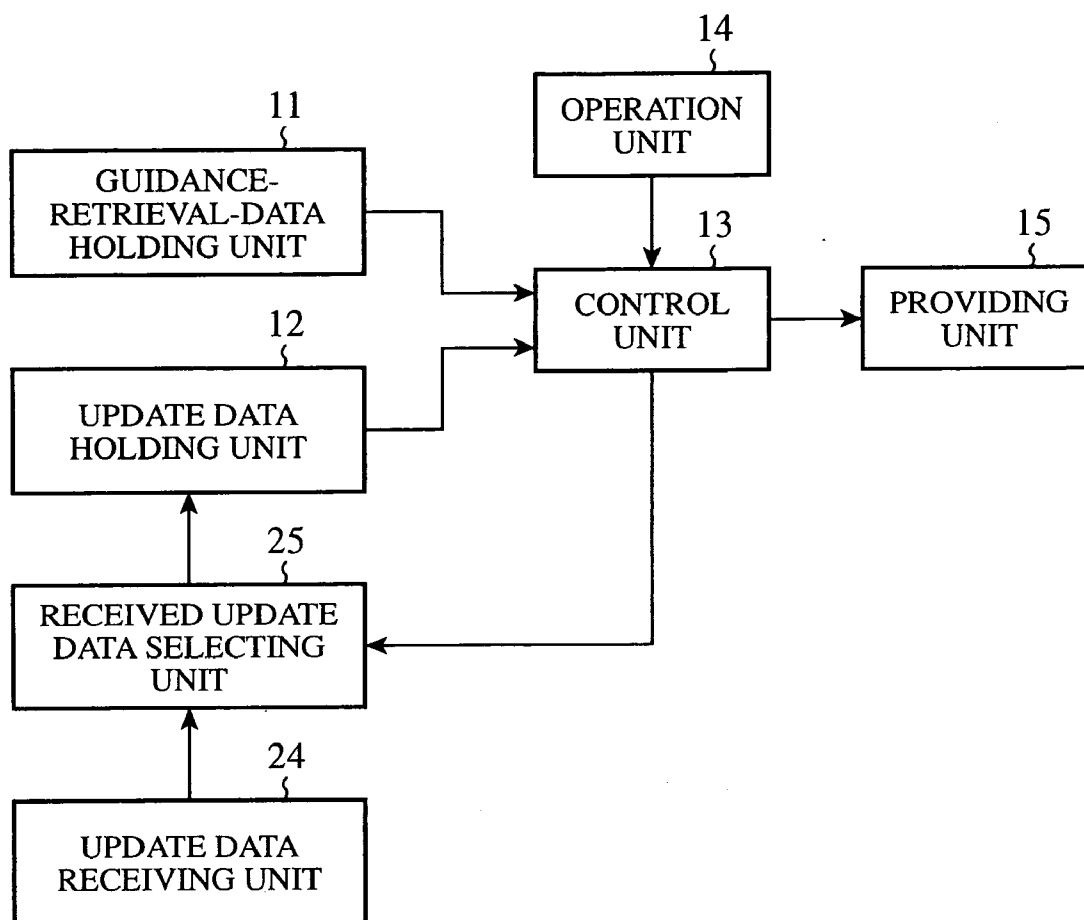 14
OPERATION
UNIT
11
GUIDANCE-
RETRIEVAL-DATA
HOLDING UNIT
13
CONTROL
UNIT
15
PROVIDING
UNIT
12
UPDATE DATA
HOLDING UNIT
25
RECEIVED UPDATE
DATA SELECTING
UNIT
24
UPDATE DATA
RECEIVING UNIT